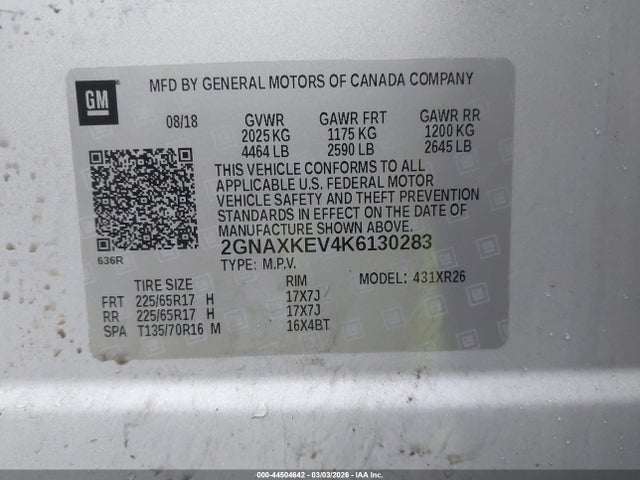 GM
MFD BY GENERAL MOTORS OF CANADA COMPANY
08/18 GVWR GAWR FRT GAWR RR
2025 KG 1175 KG 1200 KG
4464 LB 2590 LB 2645 LB
THIS VEHICLE CONFORMS TO ALL
APPLICABLE U.S. FEDERAL MOTOR
VEHICLE SAFETY AND THEFT PREVENTION
STANDARDS IN EFFECT ON THE DATE OF
MANUFACTURE SHOWN ABOVE.
2GNAXKEV4K6130283
636R
TYPE: M.P.V.
TIRE SIZE RIM MODEL: 431XR26
FRT 225/65R17 H 17X7J
RR 225/65R17 H 17X7J
SPA T135/70R16 M 16X4BT
000-44504642 - 03/03/2026 - IAA Inc.